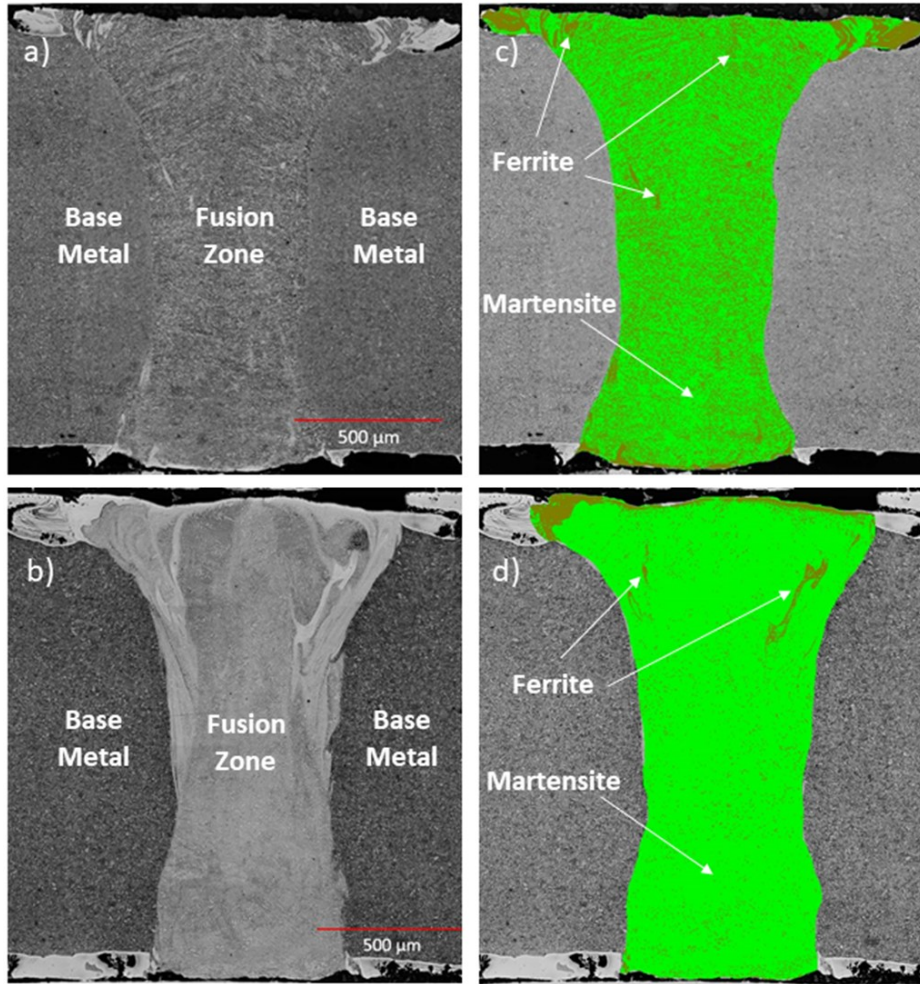 a)
Base
Metal
Fusion
Zone
Base
Metal
500 µm
c)
Ferrite
Martensite
b)
Base
Metal
Fusion
Zone
Base
Metal
500 µm
d)
Ferrite
Martensite